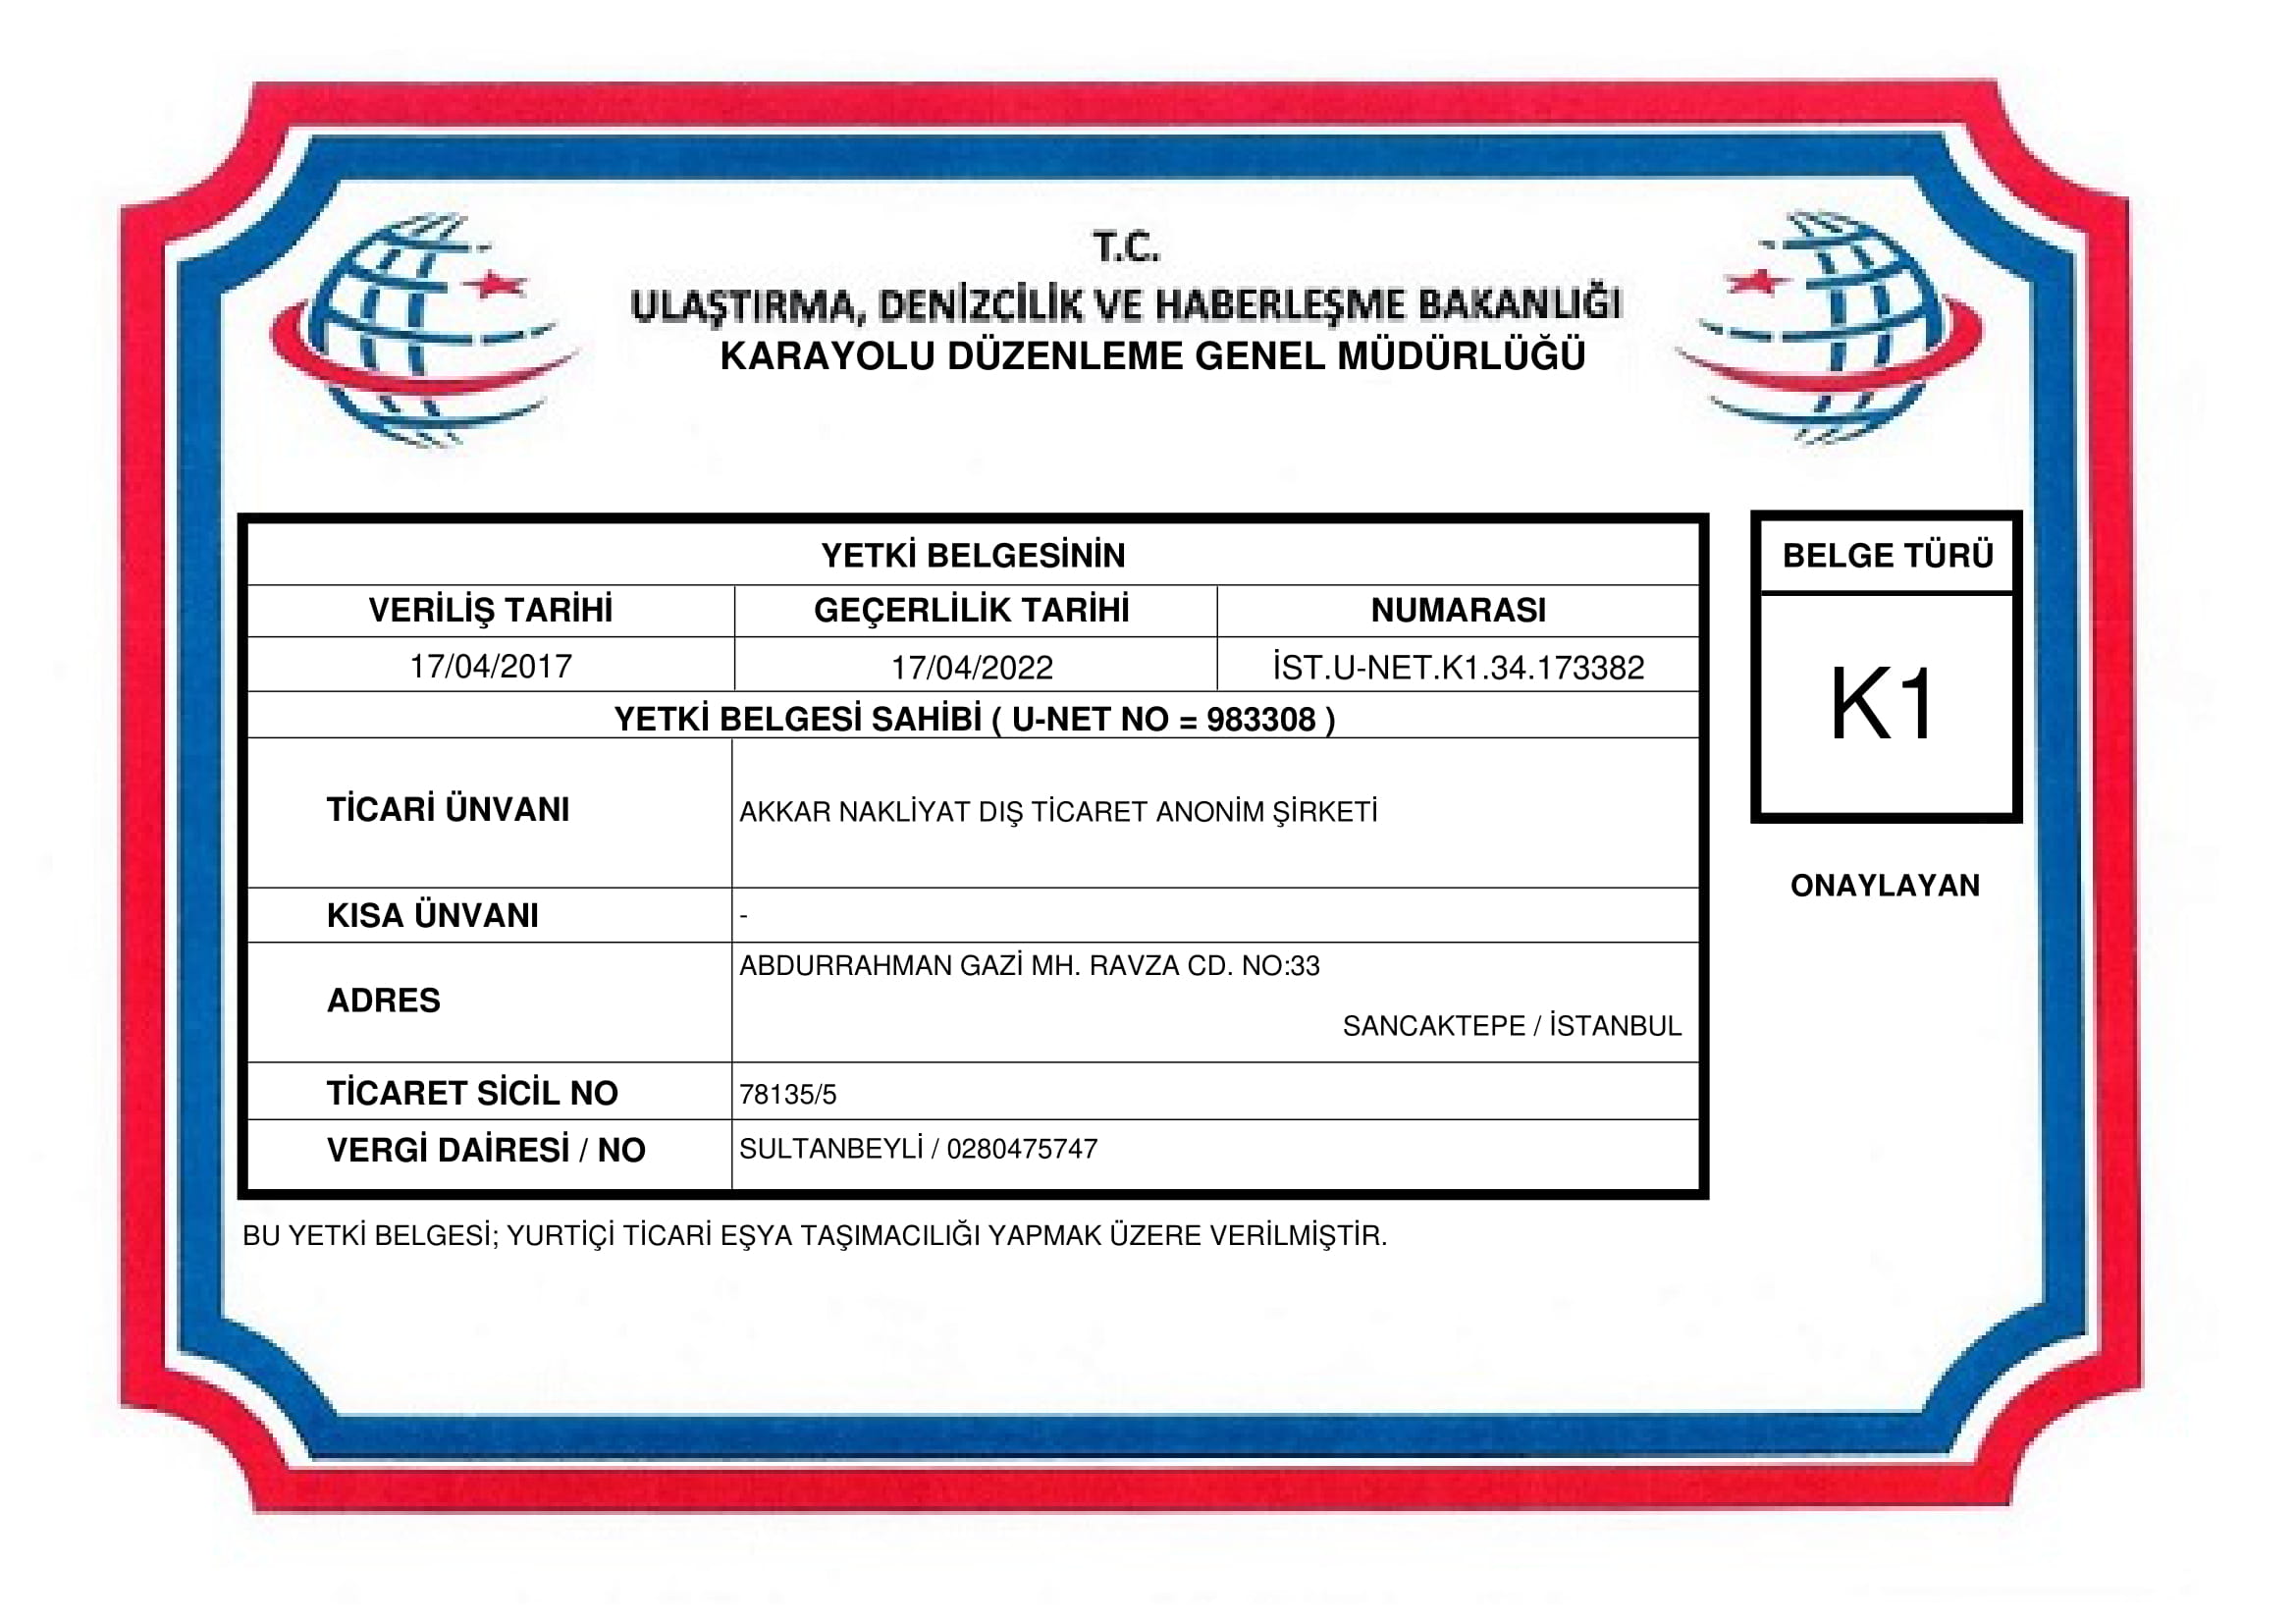 T.C.
ULAŞTIRMA, DENİZCİLİK VE HABERLEŞME BAKANLIĞI
KARAYOLU DÜZENLEME GENEL MÜDÜRLÜĞÜ
YETKİ BELGESİNİN
VERİLİŞ TARİHİ GEÇERLİLİK TARİHİ NUMARASI
17/04/2017 17/04/2022 İST.U-NET.K1.34.173382
YETKİ BELGESİ SAHİBİ ( U-NET NO = 983308 )
TİCARİ ÜNVANI AKKAR NAKLİYAT DIŞ TİCARET ANONİM ŞİRKETİ
KISA ÜNVANI -
ADRES ABDURRAHMAN GAZİ MH. RAVZA CD. NO:33
SANCAKTEPE / İSTANBUL
TİCARET SİCİL NO 78135/5
VERGİ DAİRESİ / NO SULTANBEYLİ / 0280475747
BELGE TÜRÜ
K1
ONAYLAYAN
BU YETKİ BELGESİ; YURTİÇİ TİCARİ EŞYA TAŞIMACILIĞI YAPMAK ÜZERE VERİLMİŞTİR.